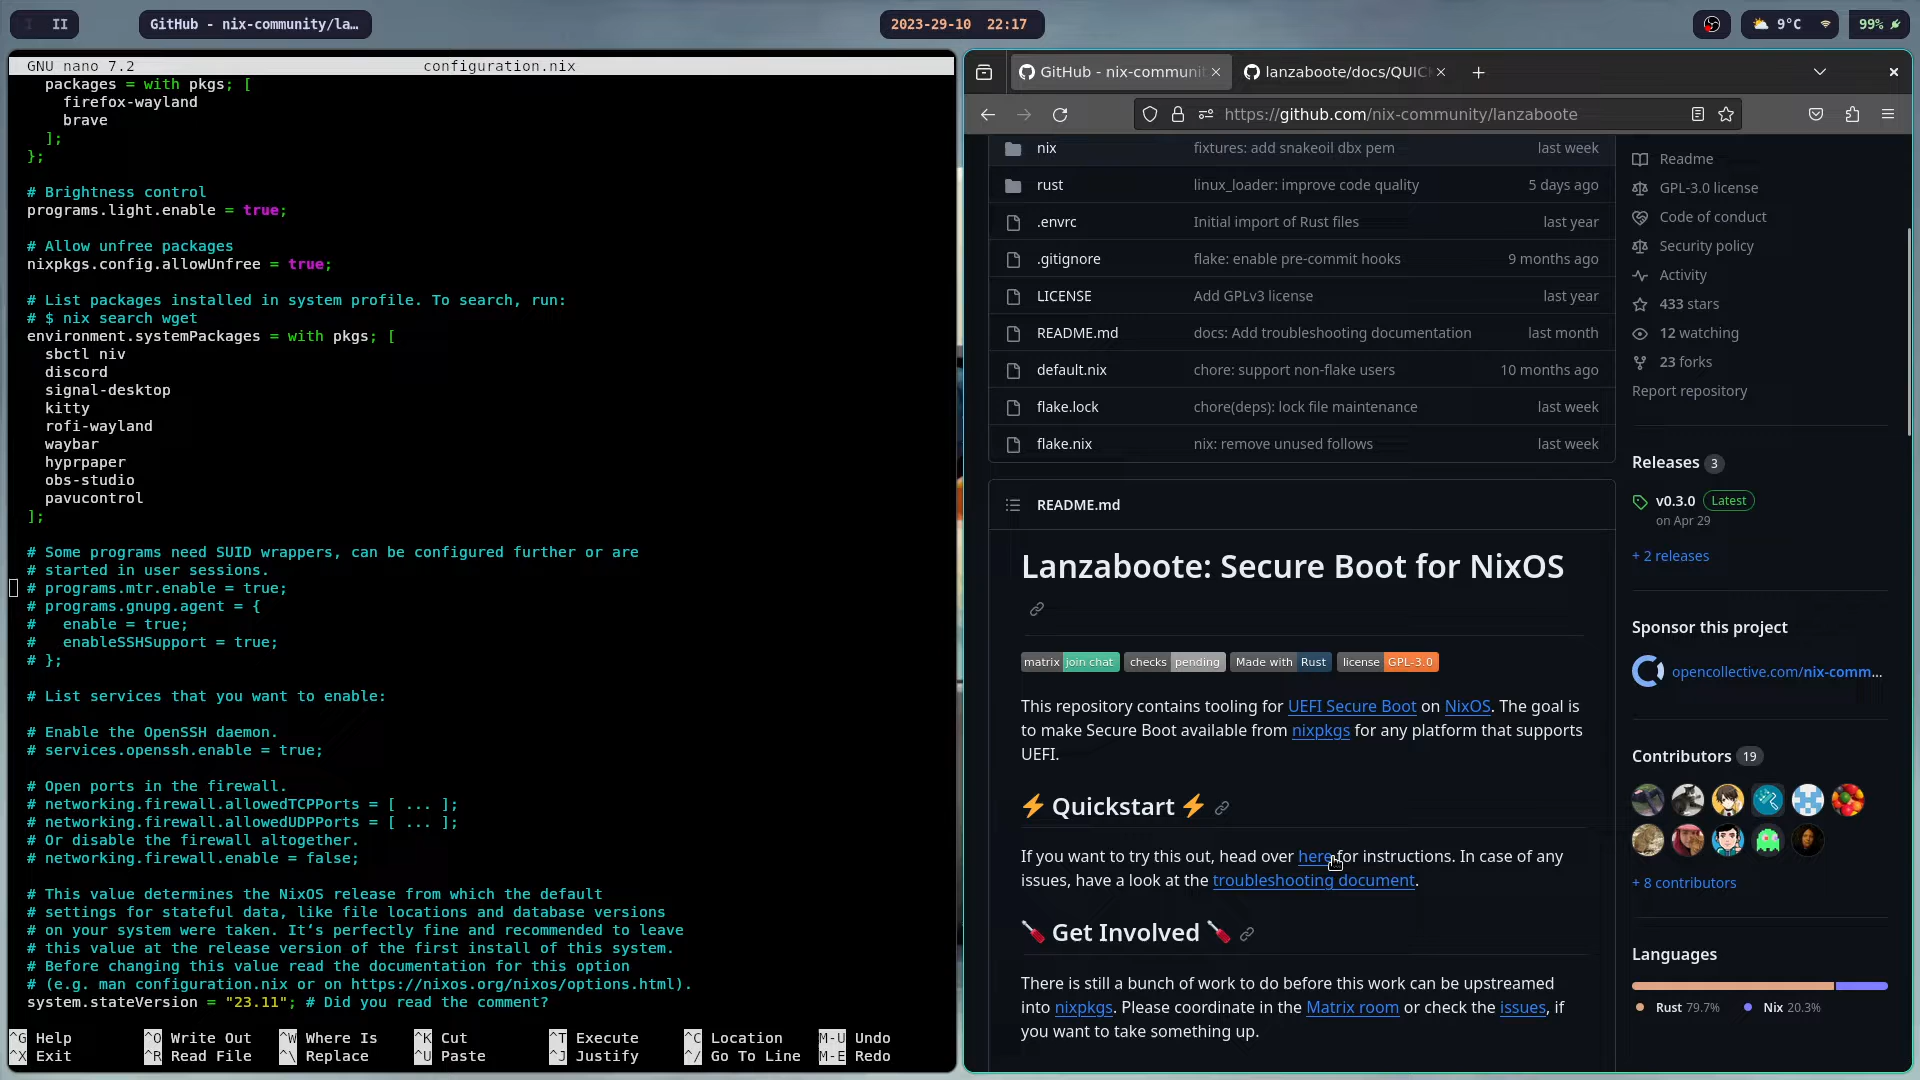 II
GitHub - nix-community/la…
2023-29-10 22:17
9°C
99%
GNU nano 7.2
configuration.nix
packages = with pkgs; [
firefox-wayland
brave
];
};
# Brightness control
programs.light.enable = true;
# Allow unfree packages
nixpkgs.config.allowUnfree = true;
# List packages installed in system profile. To search, run:
# $ nix search wget
environment.systemPackages = with pkgs; [
sbctl niv
discord
signal-desktop
kitty
rofi-wayland
waybar
hyprpaper
obs-studio
pavucontrol
];
# Some programs need SUID wrappers, can be configured further or are
# started in user sessions.
# programs.mtr.enable = true;
# programs.gnupg.agent = {
#   enable = true;
#   enableSSHSupport = true;
# };
# List services that you want to enable:
# Enable the OpenSSH daemon.
# services.openssh.enable = true;
# Open ports in the firewall.
# networking.firewall.allowedTCPPorts = [ ... ];
# networking.firewall.allowedUDPPorts = [ ... ];
# Or disable the firewall altogether.
# networking.firewall.enable = false;
# This value determines the NixOS release from which the default
# settings for stateful data, like file locations and database versions
# on your system were taken. It‘s perfectly fine and recommended to leave
# this value at the release version of the first install of this system.
# Before changing this value read the documentation for this option
# (e.g. man configuration.nix or on https://nixos.org/nixos/options.html).
system.stateVersion = "23.11"; # Did you read the comment?
^G Help ^O Write Out ^W Where Is ^K Cut ^T Execute ^C Location M-U Undo
^X Exit ^R Read File ^\ Replace ^U Paste ^J Justify ^/ Go To Line M-E Redo
GitHub - nix-communi
lanzaboote/docs/QUIC
https://github.com/nix-community/lanzaboote
nix fixtures: add snakeoil dbx pem last week
rust linux_loader: improve code quality 5 days ago
.envrc Initial import of Rust files last year
.gitignore flake: enable pre-commit hooks 9 months ago
LICENSE Add GPLv3 license last year
README.md docs: Add troubleshooting documentation last month
default.nix chore: support non-flake users 10 months ago
flake.lock chore(deps): lock file maintenance last week
flake.nix nix: remove unused follows last week
README.md
Lanzaboote: Secure Boot for NixOS
matrix join chat checks pending Made with Rust license GPL-3.0
This repository contains tooling for UEFI Secure Boot on NixOS. The goal is
to make Secure Boot available from nixpkgs for any platform that supports
UEFI.
⚡ Quickstart ⚡
If you want to try this out, head over here for instructions. In case of any
issues, have a look at the troubleshooting document.
🪛 Get Involved 🪛
There is still a bunch of work to do before this work can be upstreamed
into nixpkgs. Please coordinate in the Matrix room or check the issues, if
you want to take something up.
Readme
GPL-3.0 license
Code of conduct
Security policy
Activity
433 stars
12 watching
23 forks
Report repository
Releases 3
v0.3.0 Latest
on Apr 29
+ 2 releases
Sponsor this project
opencollective.com/nix-comm...
Contributors 19
+ 8 contributors
Languages
Rust 79.7% Nix 20.3%